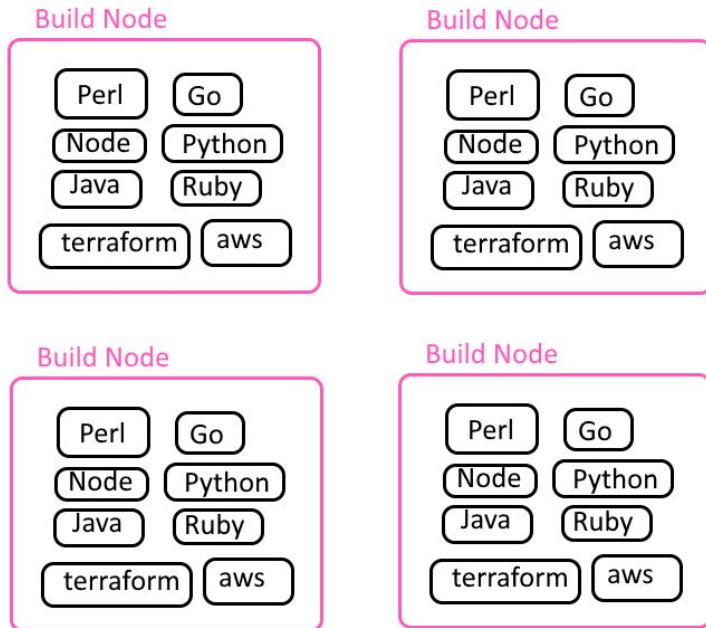 Build Node
Perl Go
Node Python
Java Ruby
terraform aws
Build Node
Perl Go
Node Python
Java Ruby
terraform aws
Build Node
Perl Go
Node Python
Java Ruby
terraform aws
Build Node
Perl Go
Node Python
Java Ruby
terraform aws